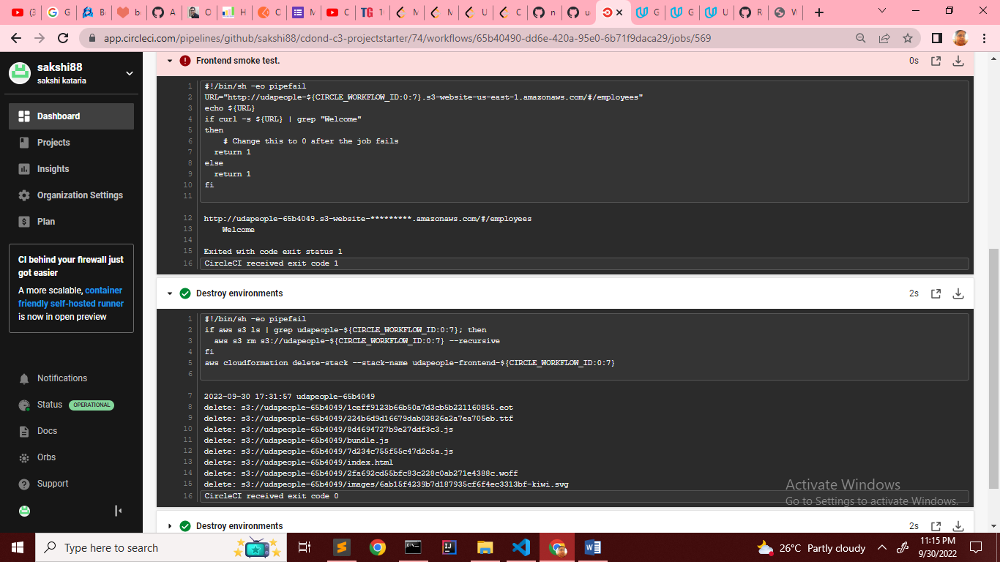 (3
G
Be
be
A
O
H
C
M
C
TG 10
M
M
U
C
n
u
G
G
U
R
W
app.circleci.com/pipelines/github/sakshi88/cdond-c3-projectstarter/74/workflows/65b40490-dd6e-420a-95e0-6b71f9daca29/jobs/569
sakshi88
sakshi kataria
Dashboard
Projects
Insights
Organization Settings
Plan
CI behind your firewall just
got easier
A more scalable, container
friendly self-hosted runner
is now in open preview
Notifications
Status OPERATIONAL
Docs
Orbs
Support
Frontend smoke test. 0s
1 #!/bin/sh -eo pipefail
2 URL="http://udapeople-${CIRCLE_WORKFLOW_ID:0:7}.s3-website-us-east-1.amazonaws.com/#/employees"
3 echo ${URL}
4 if curl -s ${URL} | grep "Welcome"
5 then
6 # Change this to 0 after the job fails
7 return 1
8 else
9 return 1
10 fi
11
12 http://udapeople-65b4049.s3-website-*********.amazonaws.com/#/employees
13 Welcome
14
15 Exited with code exit status 1
16 CircleCI received exit code 1
Destroy environments 2s
1 #!/bin/sh -eo pipefail
2 if aws s3 ls | grep udapeople-${CIRCLE_WORKFLOW_ID:0:7}; then
3 aws s3 rm s3://udapeople-${CIRCLE_WORKFLOW_ID:0:7} --recursive
4 fi
5 aws cloudformation delete-stack --stack-name udapeople-frontend-${CIRCLE_WORKFLOW_ID:0:7}
6
7 2022-09-30 17:31:57 udapeople-65b4049
8 delete: s3://udapeople-65b4049/1ceff9123b66b50a7d3cb5b221160855.eot
9 delete: s3://udapeople-65b4049/224b6d9d16679dab02826a2a7ea705eb.ttf
10 delete: s3://udapeople-65b4049/8d4694727b9e27ddf3c3.js
11 delete: s3://udapeople-65b4049/bundle.js
12 delete: s3://udapeople-65b4049/7d234c755f55c47d2c5a.js
13 delete: s3://udapeople-65b4049/index.html
14 delete: s3://udapeople-65b4049/2fa692cd55bfc83c228c0ab271e4388c.woff
15 delete: s3://udapeople-65b4049/images/6ab15f4239b7d187935cf6f4ec3313bf-kiwi.svg
16 CircleCI received exit code 0
Destroy environments 2s
Activate Windows
Go to Settings to activate Windows.
Type here to search
26°C Partly cloudy
11:15 PM
9/30/2022